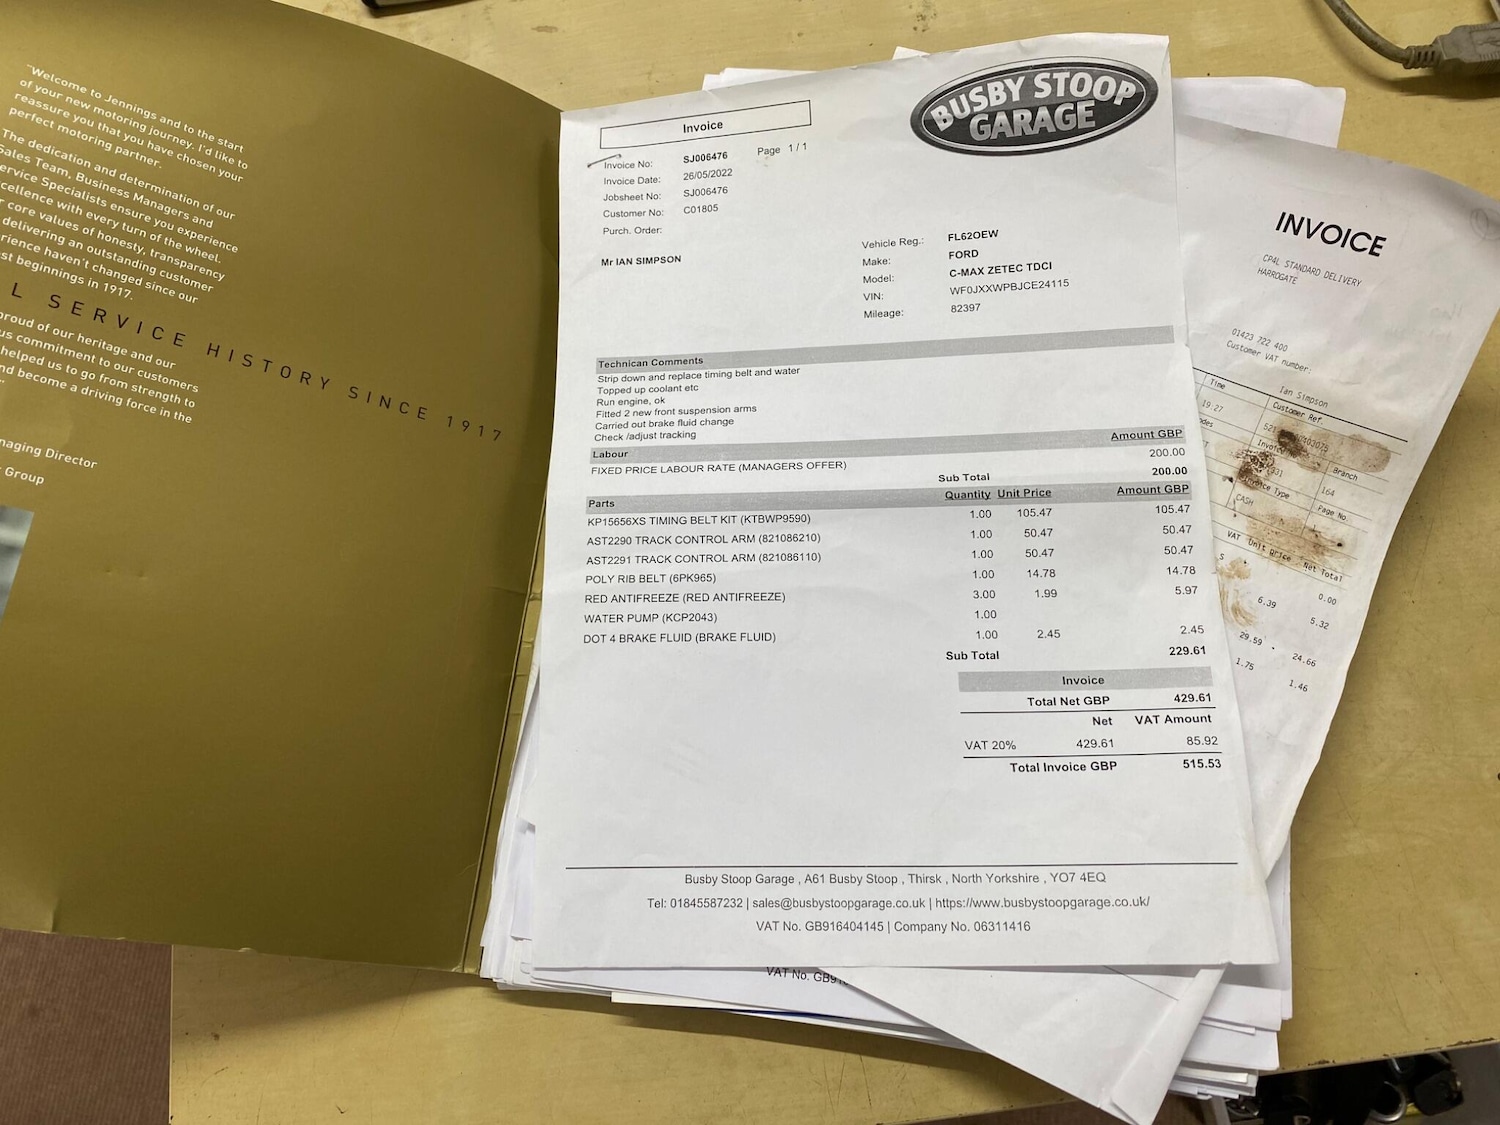 "Welcome to Jennings and to the start
of your new motoring journey. I'd like to
reassure you that you have chosen your
perfect motoring partner.
The dedication and determination of our
Sales Team, Business Managers and
ervice Specialists ensure you experience
cellence with every turn of the wheel.
r core values of honesty, transparency
delivering an outstanding customer
rience haven't changed since our
st beginnings in 1917.
L SERVICE HISTORY SINCE 1917
proud of our heritage and our
us commitment to our customers
helped us to go from strength to
nd become a driving force in the
naging Director
Group
BUSBY STOOP
GARAGE
Invoice
Invoice No: SJ006476 Page 1 / 1
Invoice Date: 26/05/2022
Jobsheet No: SJ006476
Customer No: C01805
Purch. Order:
Mr IAN SIMPSON
Vehicle Reg.: FL62OEW
Make: FORD
Model: C-MAX ZETEC TDCI
VIN: WF0JXXWPBJCE24115
Mileage: 82397
Technican Comments
Strip down and replace timing belt and water
Topped up coolant etc
Run engine, ok
Fitted 2 new front suspension arms
Carried out brake fluid change
Check /adjust tracking
Labour Amount GBP
FIXED PRICE LABOUR RATE (MANAGERS OFFER) 200.00
Sub Total 200.00
Parts Quantity Unit Price Amount GBP
KP15656XS TIMING BELT KIT (KTBWP9590) 1.00 105.47 105.47
AST2290 TRACK CONTROL ARM (821086210) 1.00 50.47 50.47
AST2291 TRACK CONTROL ARM (821086110) 1.00 50.47 50.47
POLY RIB BELT (6PK965) 1.00 14.78 14.78
RED ANTIFREEZE (RED ANTIFREEZE) 3.00 1.99 5.97
WATER PUMP (KCP2043) 1.00
DOT 4 BRAKE FLUID (BRAKE FLUID) 1.00 2.45 2.45
Sub Total 229.61
Invoice
Total Net GBP 429.61
Net VAT Amount
VAT 20% 429.61 85.92
Total Invoice GBP 515.53
Busby Stoop Garage , A61 Busby Stoop , Thirsk , North Yorkshire , YO7 4EQ
Tel: 01845587232 | sales@busbystoopgarage.co.uk | https://www.busbystoopgarage.co.uk/
VAT No. GB916404145 | Company No. 06311416
VAT No. GB91
INVOICE
CP4L STANDARD DELIVERY
HARROGATE
01423 722 400
Customer VAT number:
Ian Simpson
Time Customer Ref.
19:27
Branch
164
Invoice Type Page No.
CASH
VAT Unit Price Net Total
0.00
6.39 5.32
29.59 24.66
1.75 1.46